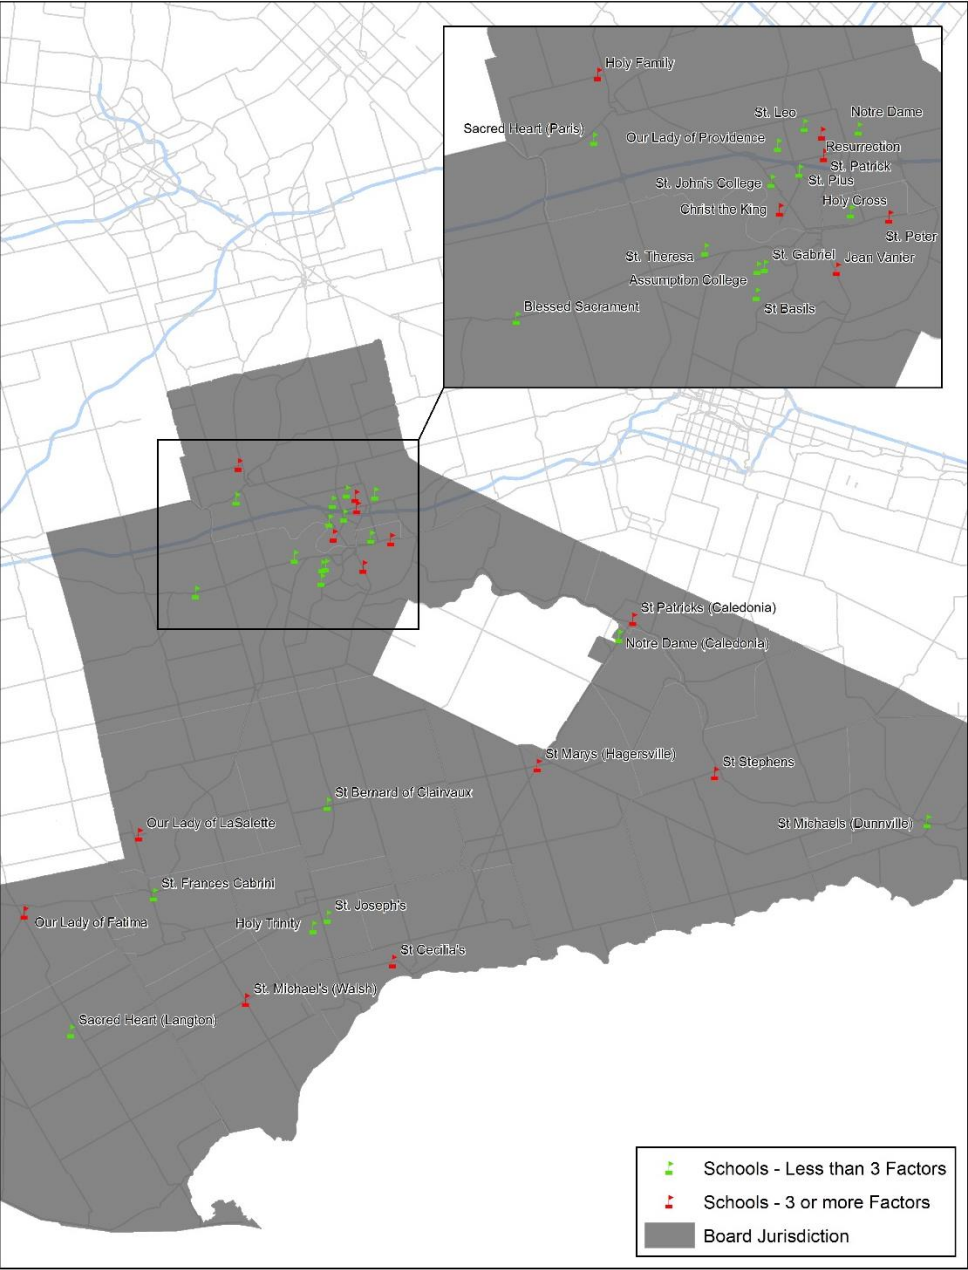 Holy Family
St. Leo
Notre Dame
Sacred Heart (Paris)
Our Lady of Providence
Resurrection
St. Patrick
St. Pius
St. John's College
Holy Cross
Christ the King
St. Peter
St. Theresa
St. Gabriel
Jean Vanier
Assumption College
Blessed Sacrament
St Basils
St Patricks (Caledonia)
Notre Dame (Caledonia)
St Marys (Hagersville)
St Stephens
St Bernard of Clairvaux
Our Lady of LaSalette
St Michaels (Dunnville)
St. Frances Cabrini
St. Joseph's
Our Lady of Fatima
Holy Trinity
St Cecilia's
St. Michael's (Walsh)
Sacred Heart (Langton)
Schools - Less than 3 Factors
Schools - 3 or more Factors
Board Jurisdiction